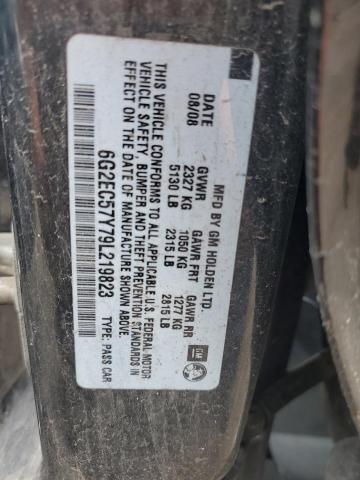 MFD BY GM HOLDEN LTD.
DATE GVWR GAWR FRT GAWR RR
08/08 2327 KG 1050 KG 1277 KG
5130 LB 2315 LB 2815 LB
GM
THIS VEHICLE CONFORMS TO ALL APPLICABLE U.S. FEDERAL MOTOR
VEHICLE SAFETY, BUMPER AND THEFT PREVENTION STANDARDS IN
EFFECT ON THE DATE OF MANUFACTURE SHOWN ABOVE.
6G2EC57Y79L219823 TYPE: PASS CAR